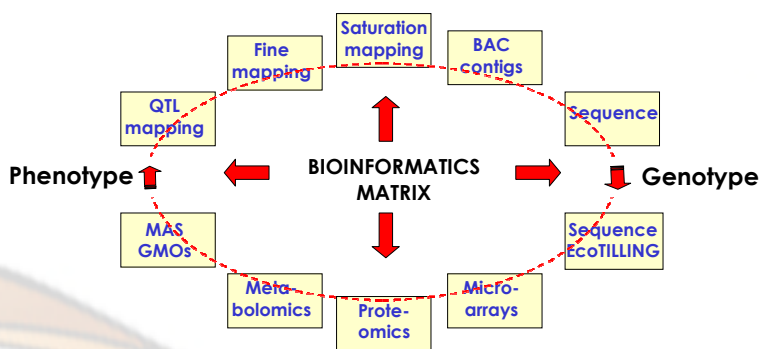 Saturation
mapping
BAC
contigs
Fine
mapping
QTL
mapping
Sequence
BIOINFORMATICS
MATRIX
Phenotype
Genotype
MAS
GMOs
Sequence
EcoTILLING
Meta-
bolomics
Micro-
arrays
Prote-
omics